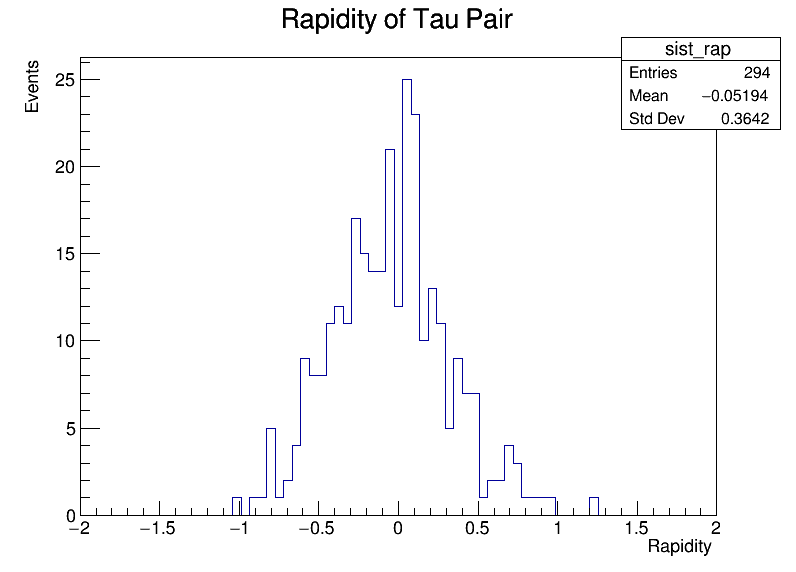 Rapidity of Tau Pair
sist_rap
Entries 294
Mean −0.05194
Std Dev 0.3642
Events
25
20
15
10
5
0
−2 −1.5 −1 −0.5 0 0.5 1 1.5 2
Rapidity